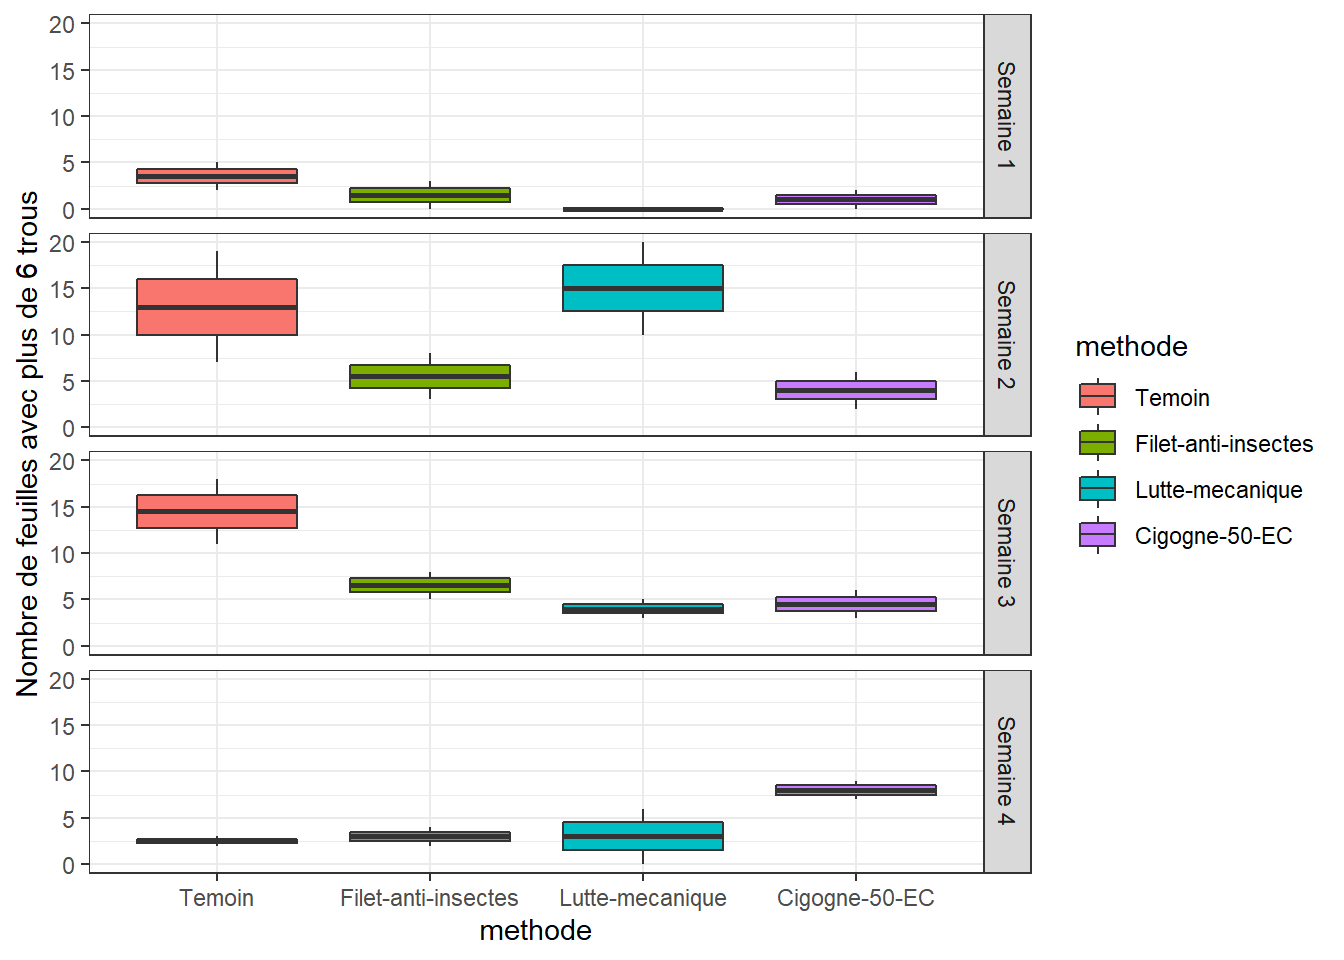 Nombre de feuilles avec plus de 6 trous
20
15
10
5
0
Semaine 1
20
15
10
5
0
Semaine 2
20
15
10
5
0
Semaine 3
20
15
10
5
0
Semaine 4
Temoin
Filet-anti-insectes
Lutte-mecanique
Cigogne-50-EC
methode
methode
Temoin
Filet-anti-insectes
Lutte-mecanique
Cigogne-50-EC